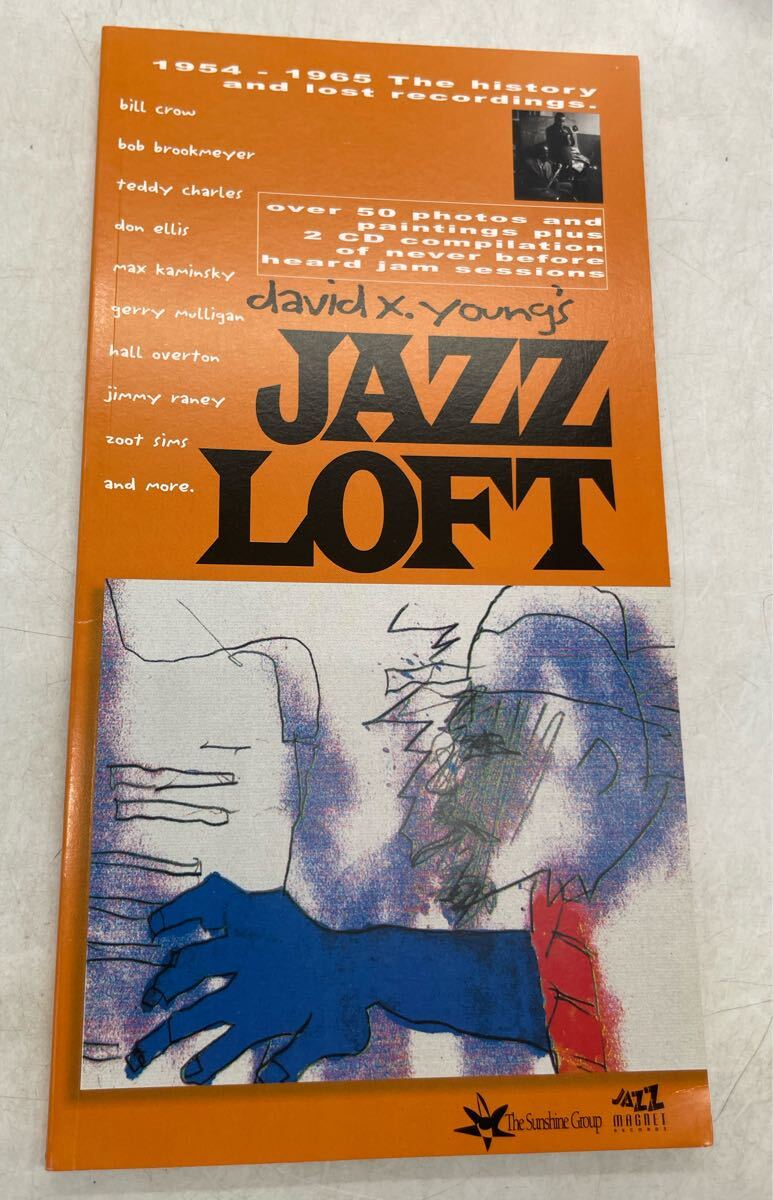 1954 - 1965 The history
and lost recordings.
bill crow
bob brookmeyer
teddy charles
don ellis
max kaminsky
gerry mulligan
hall overton
jimmy raney
zoot sims
and more.
over 50 photos and
paintings plus
2 CD compilation
of never before
heard jam sessions
david x. young's
JAZZ
LOFT
The Sunshine Group
JAZZ
MAGNET
RECORDS